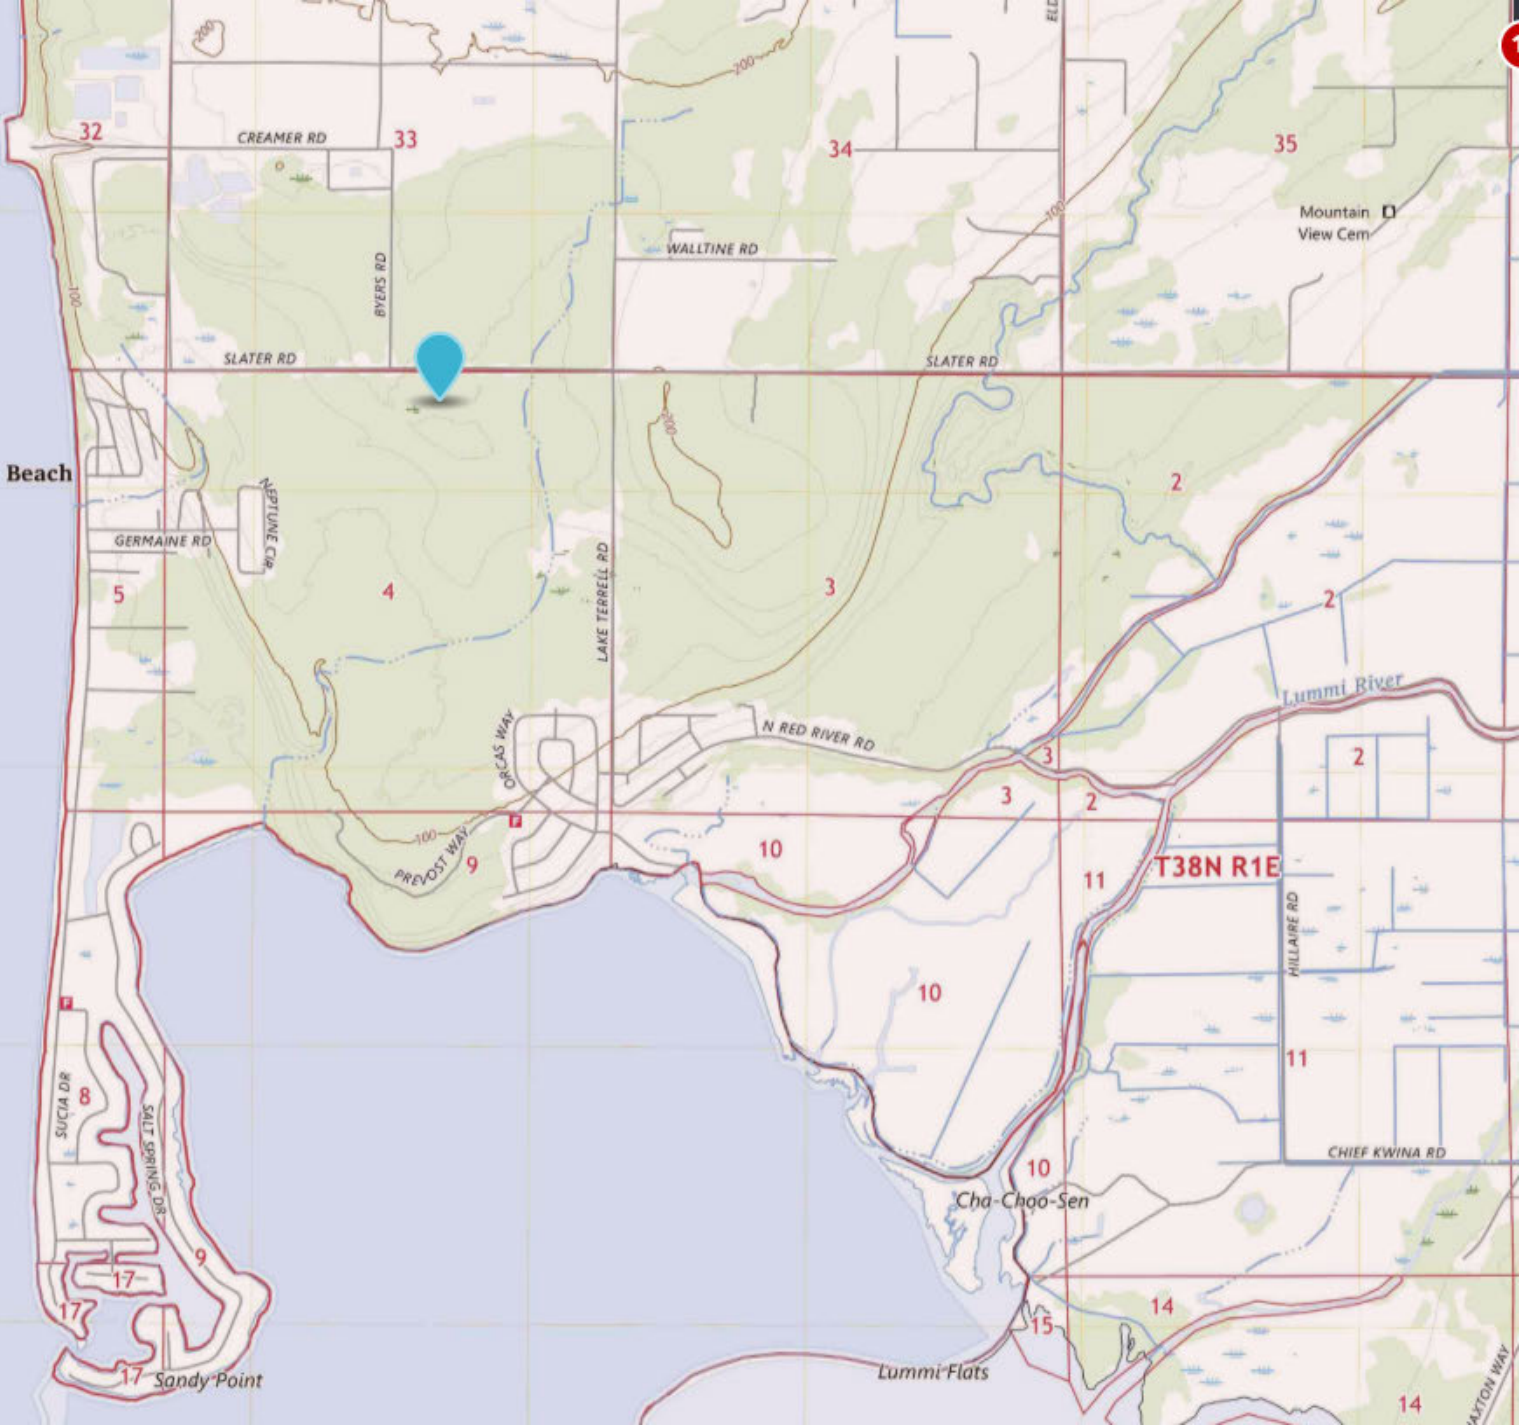 ELD
200
200
32
CREAMER RD
33
34
35
100
Mountain
View Cem
WALLTINE RD
BYERS RD
100
SLATER RD
SLATER RD
200
Beach
2
NEPTUNE CIR
GERMAINE RD
5
4
LAKE TERRELL RD
3
2
Lummi River
ORCAS WAY
N RED RIVER RD
3
2
3
2
100
PREVOST WAY
F
9
10
T38N R1E
11
HILLAIRE RD
10
F
11
SUCIA DR
8
SALT SPRING DR
CHIEF KWINA RD
10
Cha-Choo-Sen
9
17
17
14
15
17
Sandy Point
Lummi Flats
14
AXTON WAY